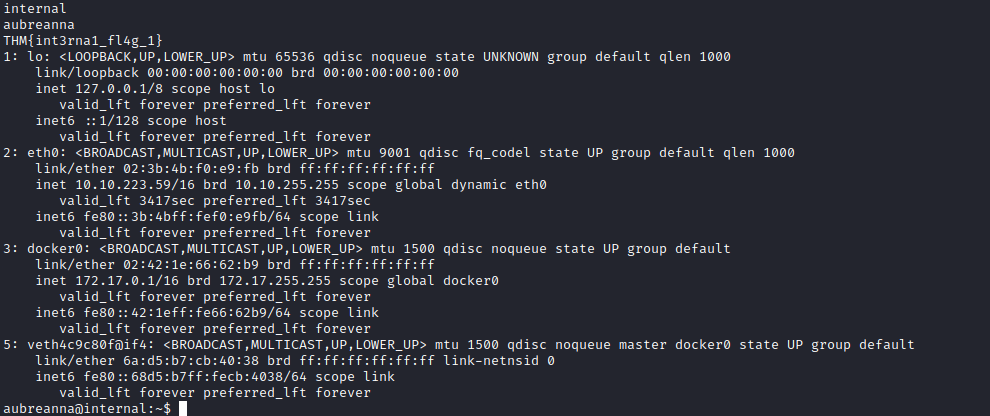 internal
aubreanna
THM{int3rna1_fl4g_1}
1: lo: <LOOPBACK,UP,LOWER_UP> mtu 65536 qdisc noqueue state UNKNOWN group default qlen 1000
    link/loopback 00:00:00:00:00:00 brd 00:00:00:00:00:00
    inet 127.0.0.1/8 scope host lo
       valid_lft forever preferred_lft forever
    inet6 ::1/128 scope host
       valid_lft forever preferred_lft forever
2: eth0: <BROADCAST,MULTICAST,UP,LOWER_UP> mtu 9001 qdisc fq_codel state UP group default qlen 1000
    link/ether 02:3b:4b:f0:e9:fb brd ff:ff:ff:ff:ff:ff
    inet 10.10.223.59/16 brd 10.10.255.255 scope global dynamic eth0
       valid_lft 3417sec preferred_lft 3417sec
    inet6 fe80::3b:4bff:fef0:e9fb/64 scope link
       valid_lft forever preferred_lft forever
3: docker0: <BROADCAST,MULTICAST,UP,LOWER_UP> mtu 1500 qdisc noqueue state UP group default
    link/ether 02:42:1e:66:62:b9 brd ff:ff:ff:ff:ff:ff
    inet 172.17.0.1/16 brd 172.17.255.255 scope global docker0
       valid_lft forever preferred_lft forever
    inet6 fe80::42:1eff:fe66:62b9/64 scope link
       valid_lft forever preferred_lft forever
5: veth4c9c80f@if4: <BROADCAST,MULTICAST,UP,LOWER_UP> mtu 1500 qdisc noqueue master docker0 state UP group default
    link/ether 6a:d5:b7:cb:40:38 brd ff:ff:ff:ff:ff:ff link-netnsid 0
    inet6 fe80::68d5:b7ff:fecb:4038/64 scope link
       valid_lft forever preferred_lft forever
aubreanna@internal:~$